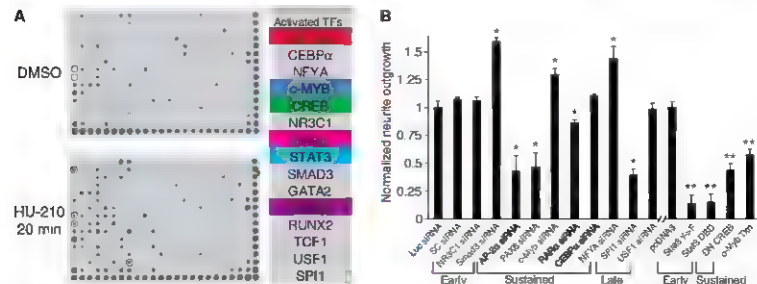 A
DMSO
HU-210
20 min
Activated TFs
CEBPα
NFYA
c-MYB
CREB
NR3C1
STAT3
SMAD3
GATA2
RUNX2
TCF1
USF1
SPI1
B
Normalized neurite outgrowth
1.5
1.25
1
0.75
0.5
0.25
0
* * * * * * * ** ** ** **
Luc siRNA
SC siRNA
NR3C1 siRNA
Smad3 siRNA
AP-2α siRNA
PAX6 siRNA
c-Myb siRNA
RARα siRNA
CEBPα siRNA
NFYA siRNA
SPI1 siRNA
USF1 siRNA
pcDNA3
Stat3 Y-F
Stat3 DBD
DN CREB
c-Myb Trn
Early Sustained Late Early Sustained